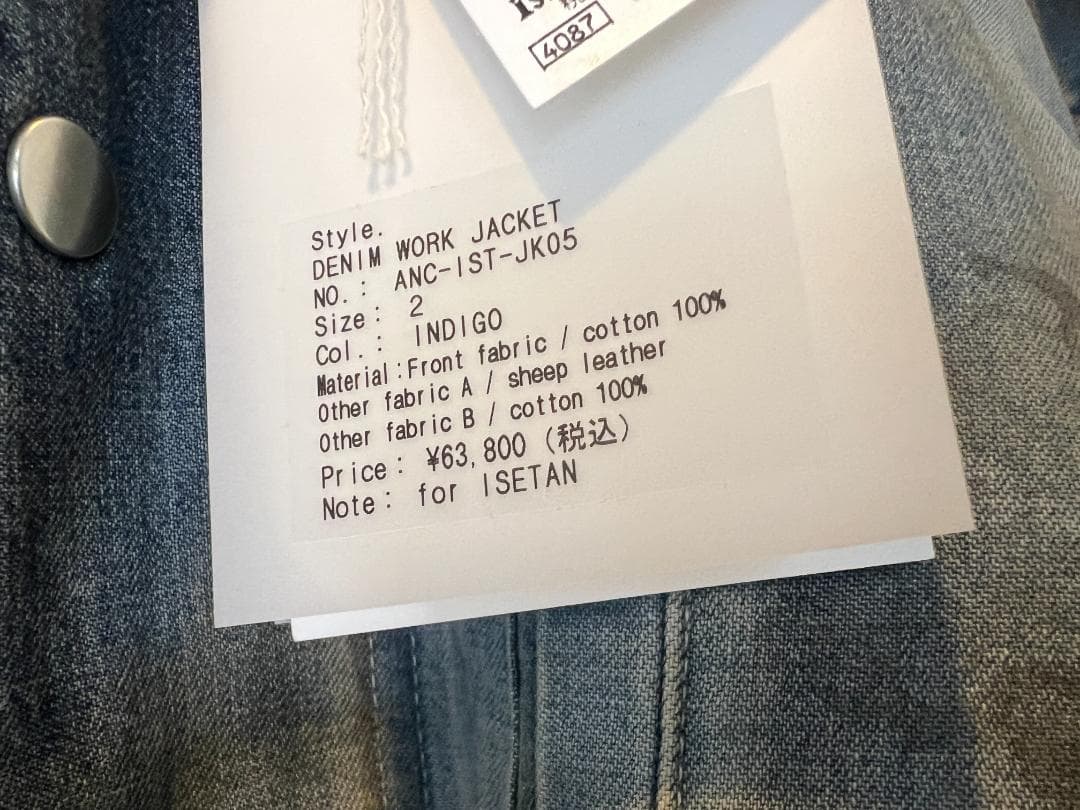 4087
Style.
DENIM WORK JACKET
NO.: ANC-IST-JK05
Size: 2
Col.: INDIGO
Material:Front fabric / cotton 100%
Other fabric A / sheep leather
Other fabric B / cotton 100%
Price: ¥63,800 (税込)
Note: for ISETAN